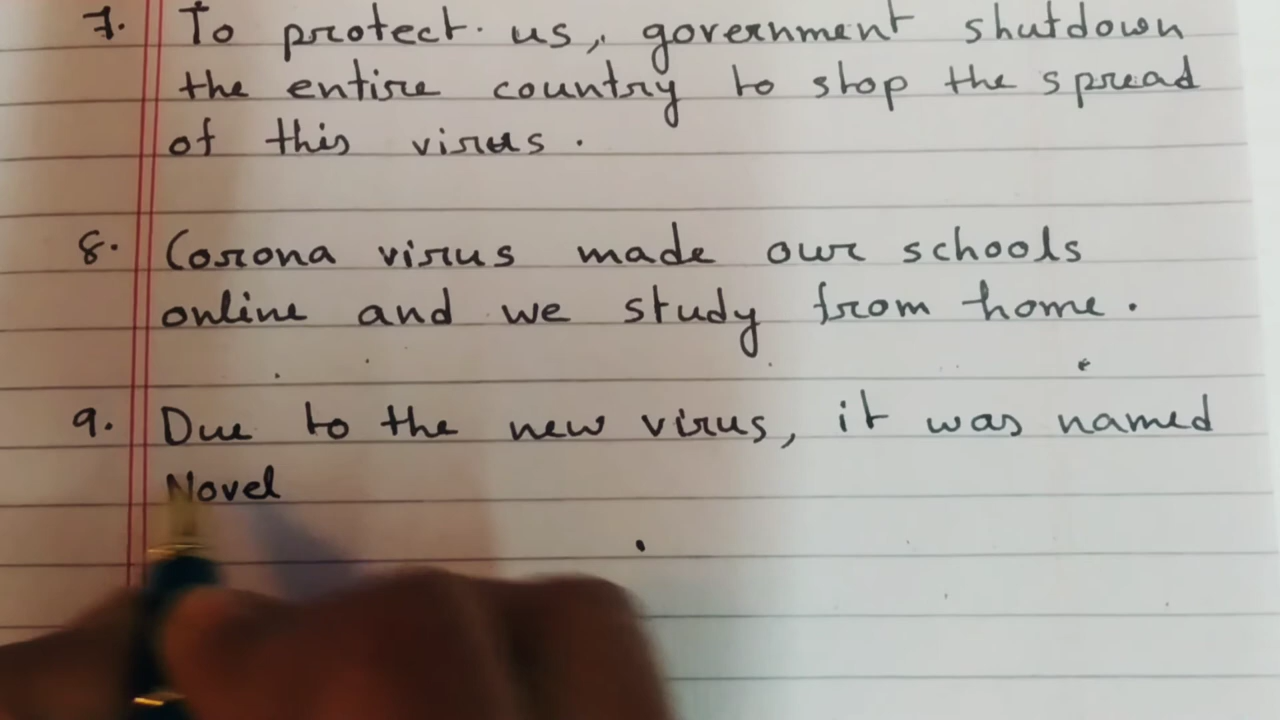 7. To protect us, government shutdown
the entire country to stop the spread
of this virus.
8. Corona virus made our schools
online and we study from home.
9. Due to the new virus, it was named
Novel